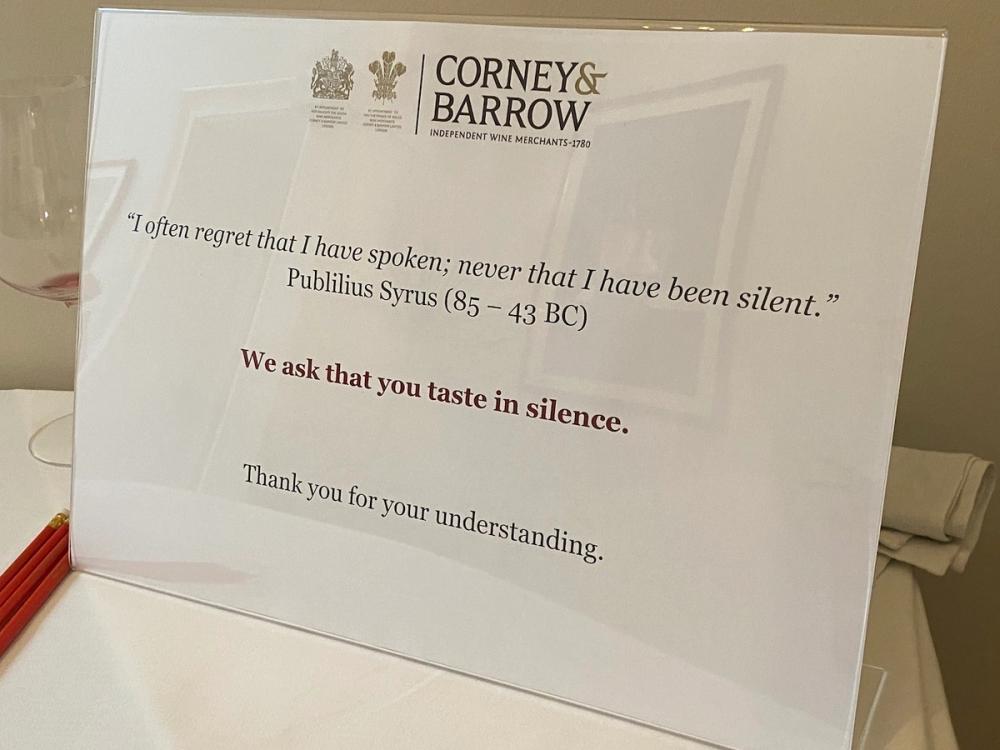 CORNEY&
BARROW
INDEPENDENT WINE MERCHANTS-1780
“I often regret that I have spoken; never that I have been silent.”
Publilius Syrus (85 – 43 BC)
We ask that you taste in silence.
Thank you for your understanding.